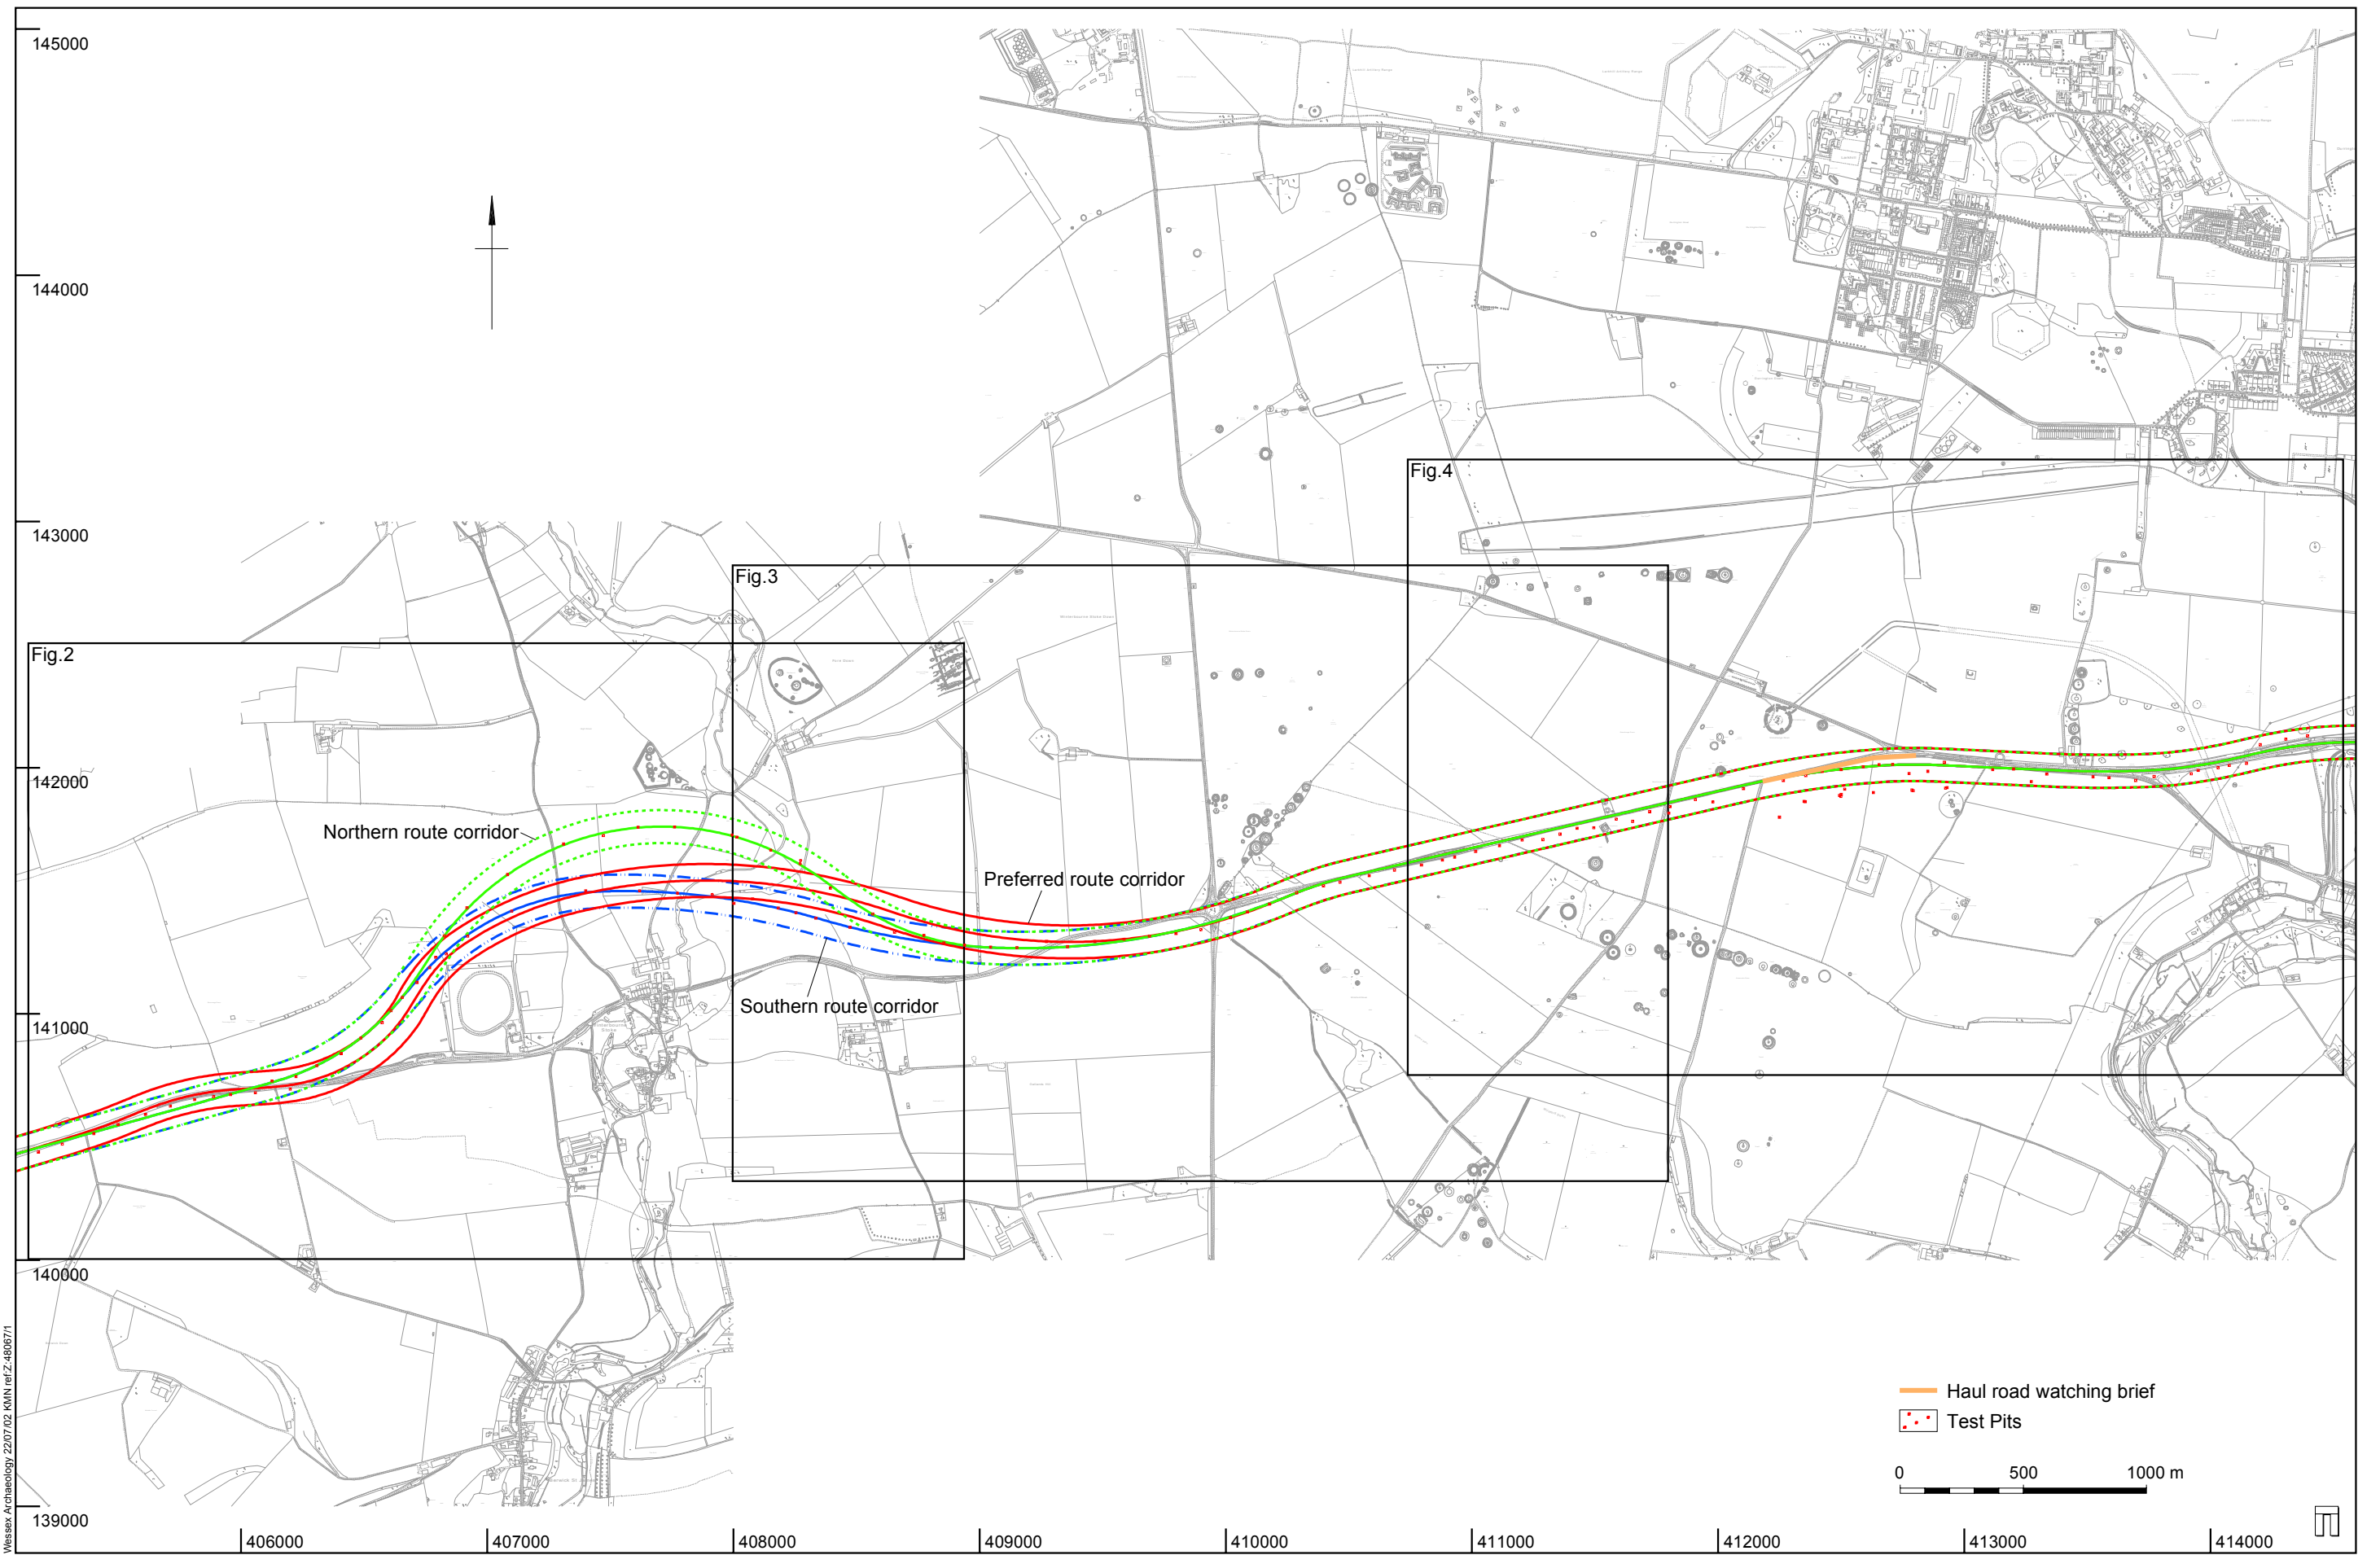 145000
144000
143000
142000
141000
140000
139000
Fig.4
Fig.3
Fig.2
Northern route corridor
Preferred route corridor
Southern route corridor
Haul road watching brief
Test Pits
0 500 1000 m
406000 407000 408000 409000 410000 411000 412000 413000 414000
Wessex Archaeology 22/07/02 KMN ref.Z:48067/1